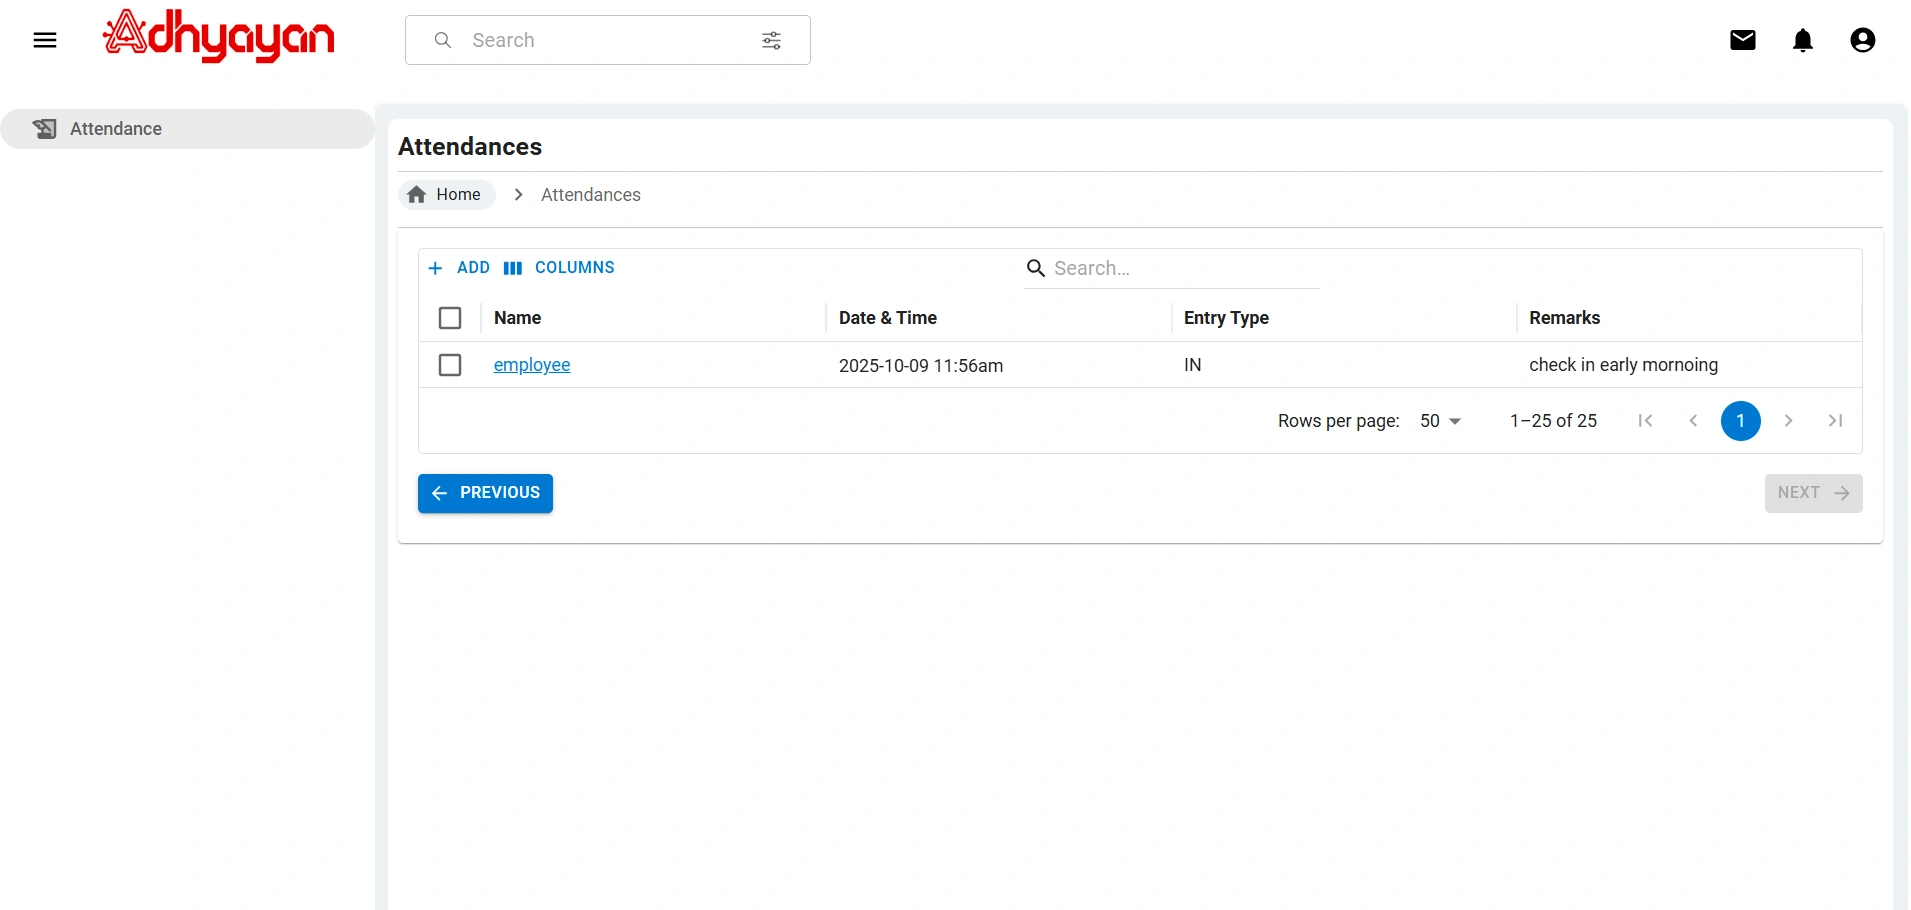 Adhyayan
Search
Attendance
Attendances
Home
Attendances
ADD COLUMNS
Search…
Name Date & Time Entry Type Remarks
employee 2025-10-09 11:56am IN check in early mornoing
Rows per page: 50 1–25 of 25 1
PREVIOUS
NEXT